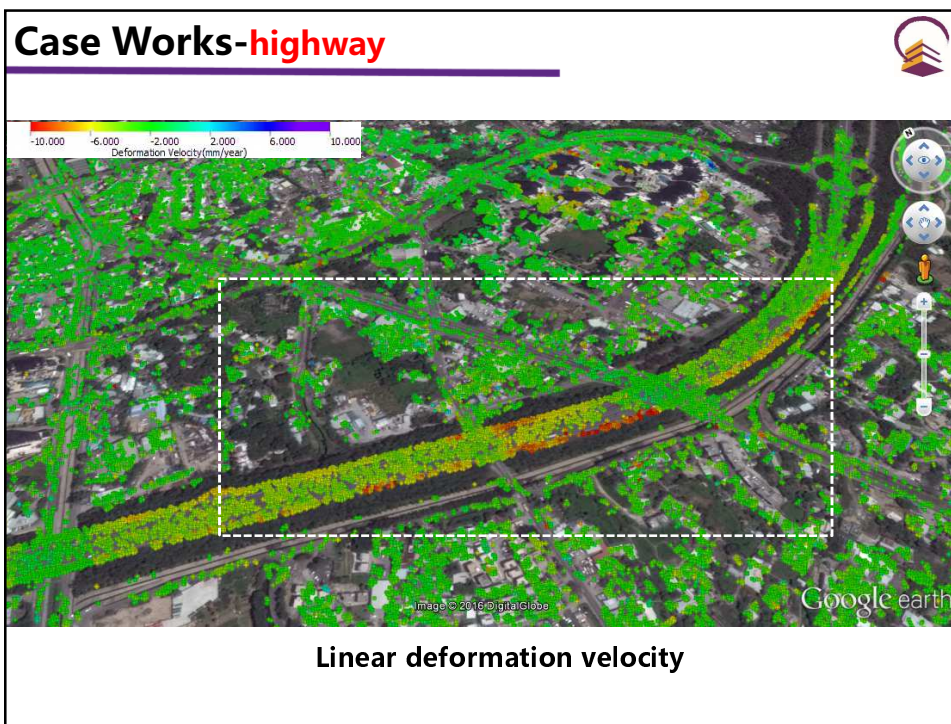 Case Works-highway
-10.000 -6.000 -2.000 2.000 6.000 10.000
Deformation Velocity(mm/year)
N
Image © 2016 DigitalGlobe
Google earth
Linear deformation velocity